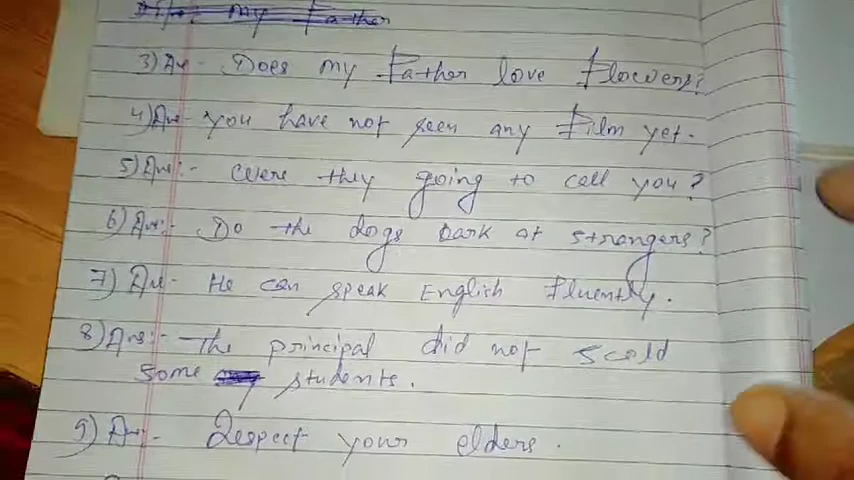 3) Ans- Does my Father love Flowers?
4) Ans- you have not seen any Film yet.
5) Ans:- were they going to call you?
6) Ans:- Do the dogs bark at strangers?
7) Ans- He can speak English Fluently.
8) Ans:- The principal did not scold
some students.
9) Ans:- Respect your elders.